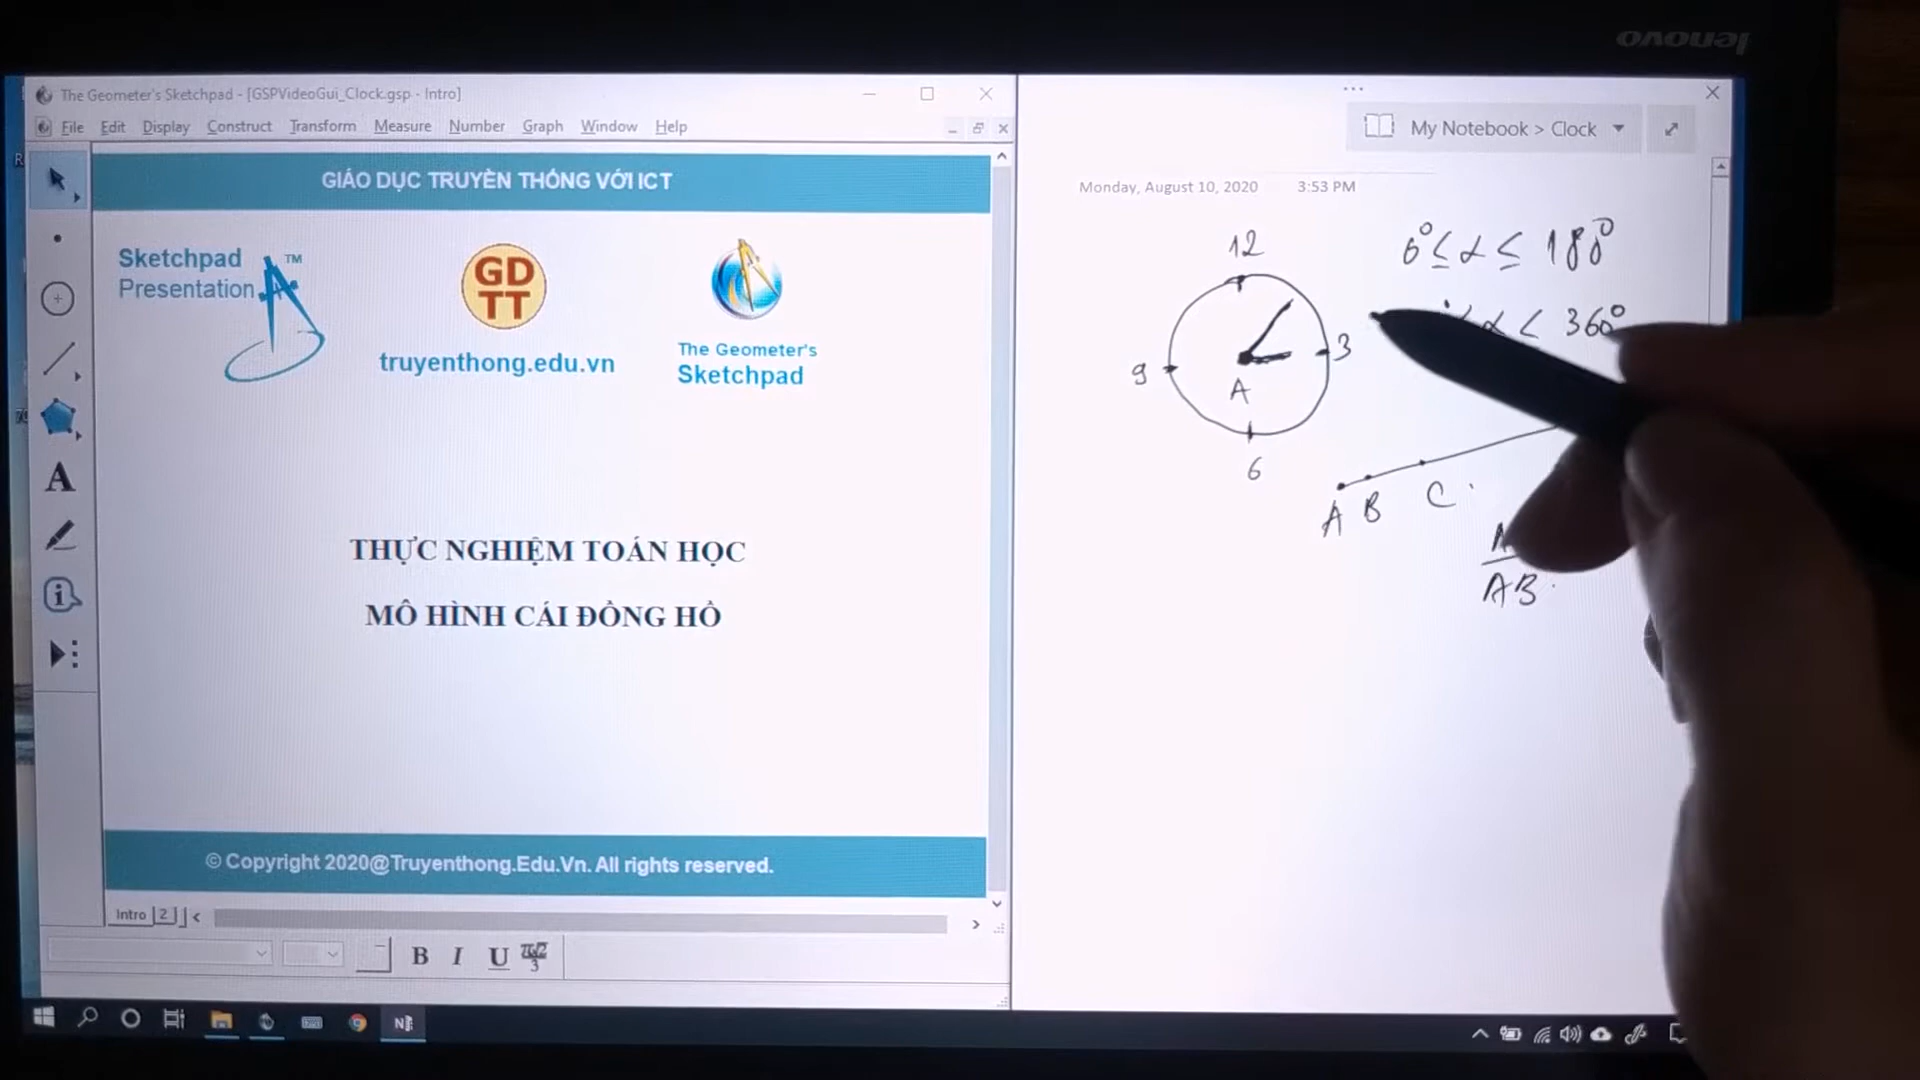 lenovo
The Geometer's Sketchpad - [GSPVideoGui_Clock.gsp - Intro]
File Edit Display Construct Transform Measure Number Graph Window Help
GIÁO DỤC TRUYỀN THỐNG VỚI ICT
Sketchpad
Presentation
TM
GD
TT
truyenthong.edu.vn
The Geometer's
Sketchpad
THỰC NGHIỆM TOÁN HỌC
MÔ HÌNH CÁI ĐỒNG HỒ
© Copyright 2020@Truyenthong.Edu.Vn. All rights reserved.
Intro 2
B I U
A
My Notebook > Clock
Monday, August 10, 2020 3:53 PM
12
3
6
9
A
0° ≤ α ≤ 180°
α < 360°
A B C
AB